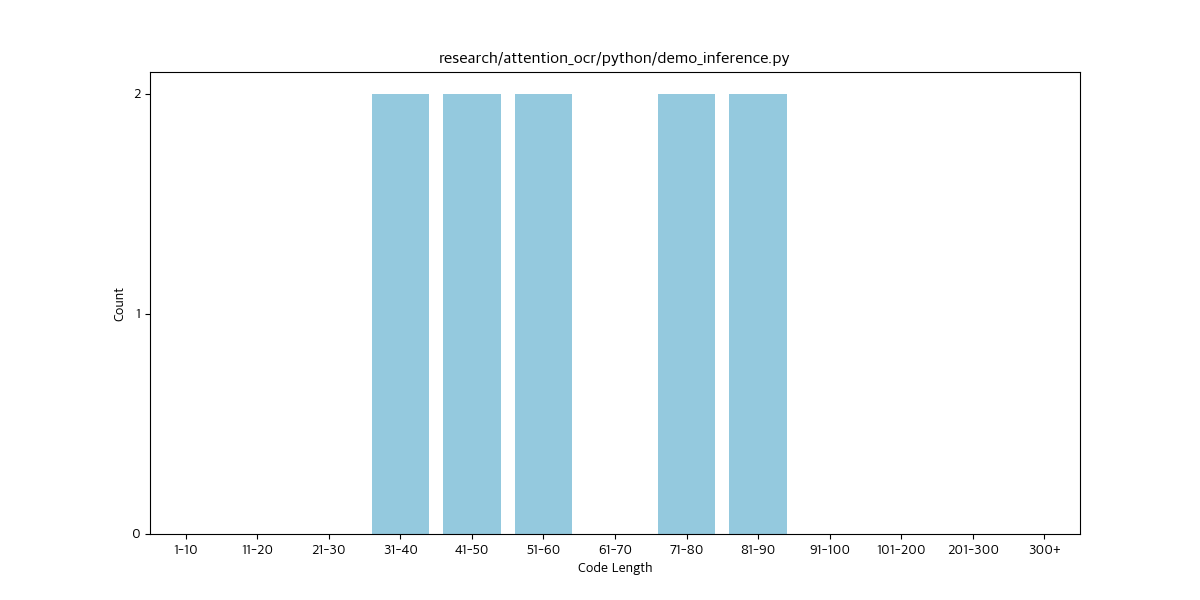 research/attention_ocr/python/demo_inference.py
2
1
0
Count
1-10 11-20 21-30 31-40 41-50 51-60 61-70 71-80 81-90 91-100 101-200 201-300 300+
Code Length